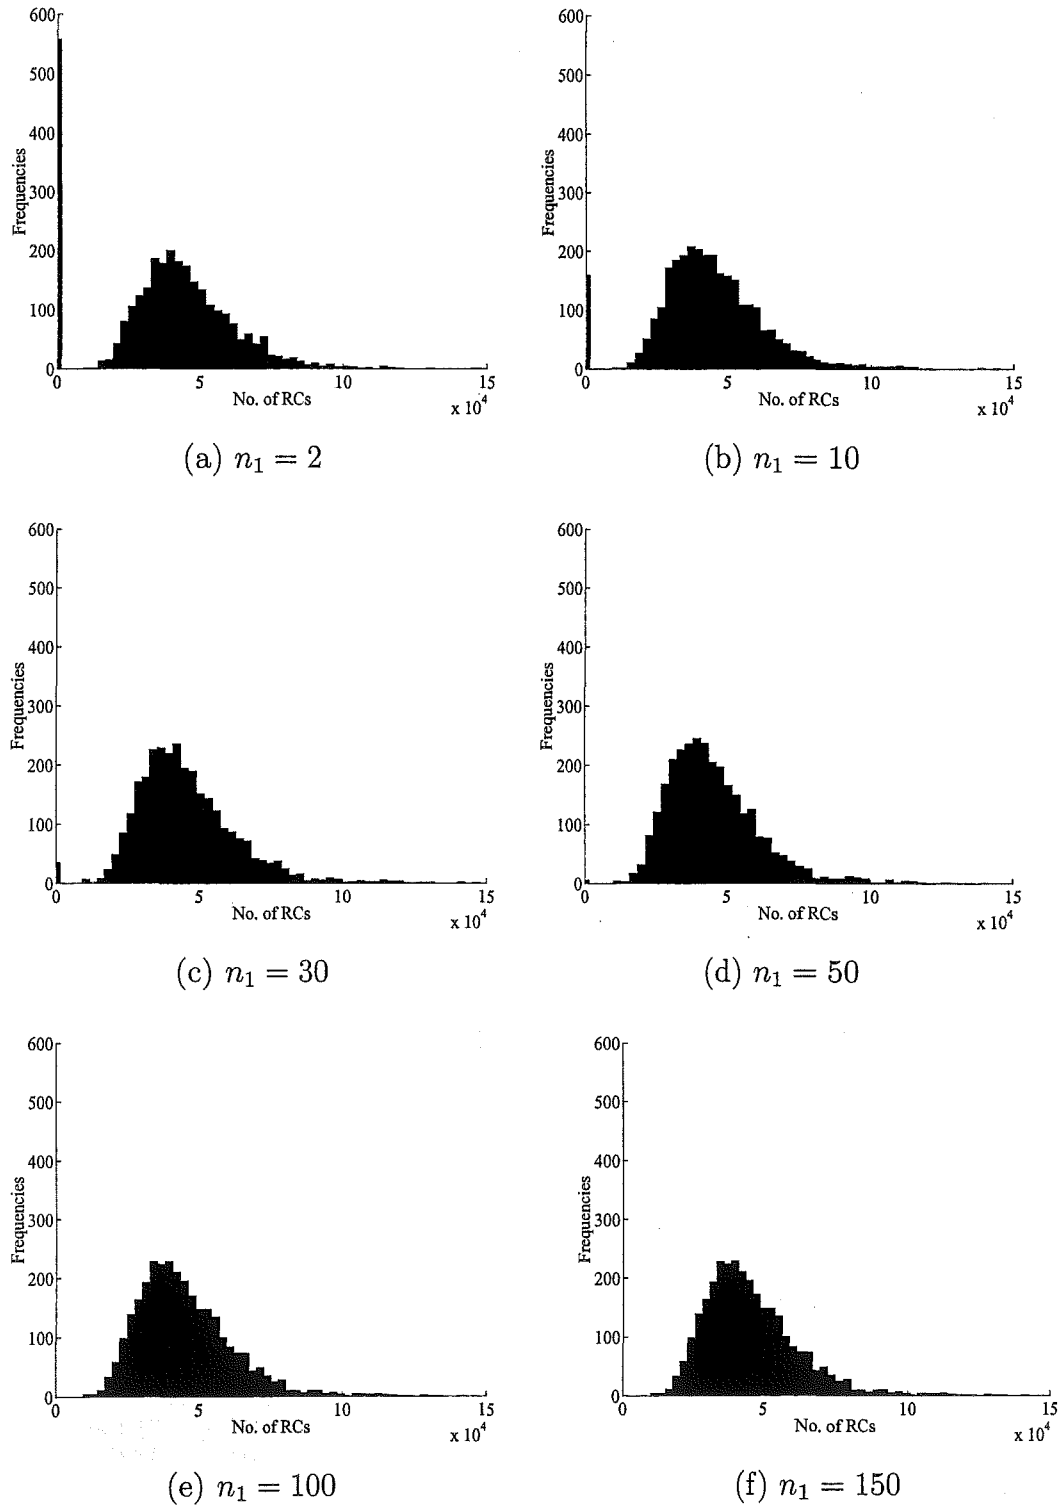 600
500
400
300
200
100
0
Frequencies
0 5 10 15
No. of RCs
x 10^4
(a) n_1 = 2
600
500
400
300
200
100
0
Frequencies
0 5 10 15
No. of RCs
x 10^4
(b) n_1 = 10
600
500
400
300
200
100
0
Frequencies
0 5 10 15
No. of RCs
x 10^4
(c) n_1 = 30
600
500
400
300
200
100
0
Frequencies
0 5 10 15
No. of RCs
x 10^4
(d) n_1 = 50
600
500
400
300
200
100
0
Frequencies
0 5 10 15
No. of RCs
x 10^4
(e) n_1 = 100
600
500
400
300
200
100
0
Frequencies
0 5 10 15
No. of RCs
x 10^4
(f) n_1 = 150